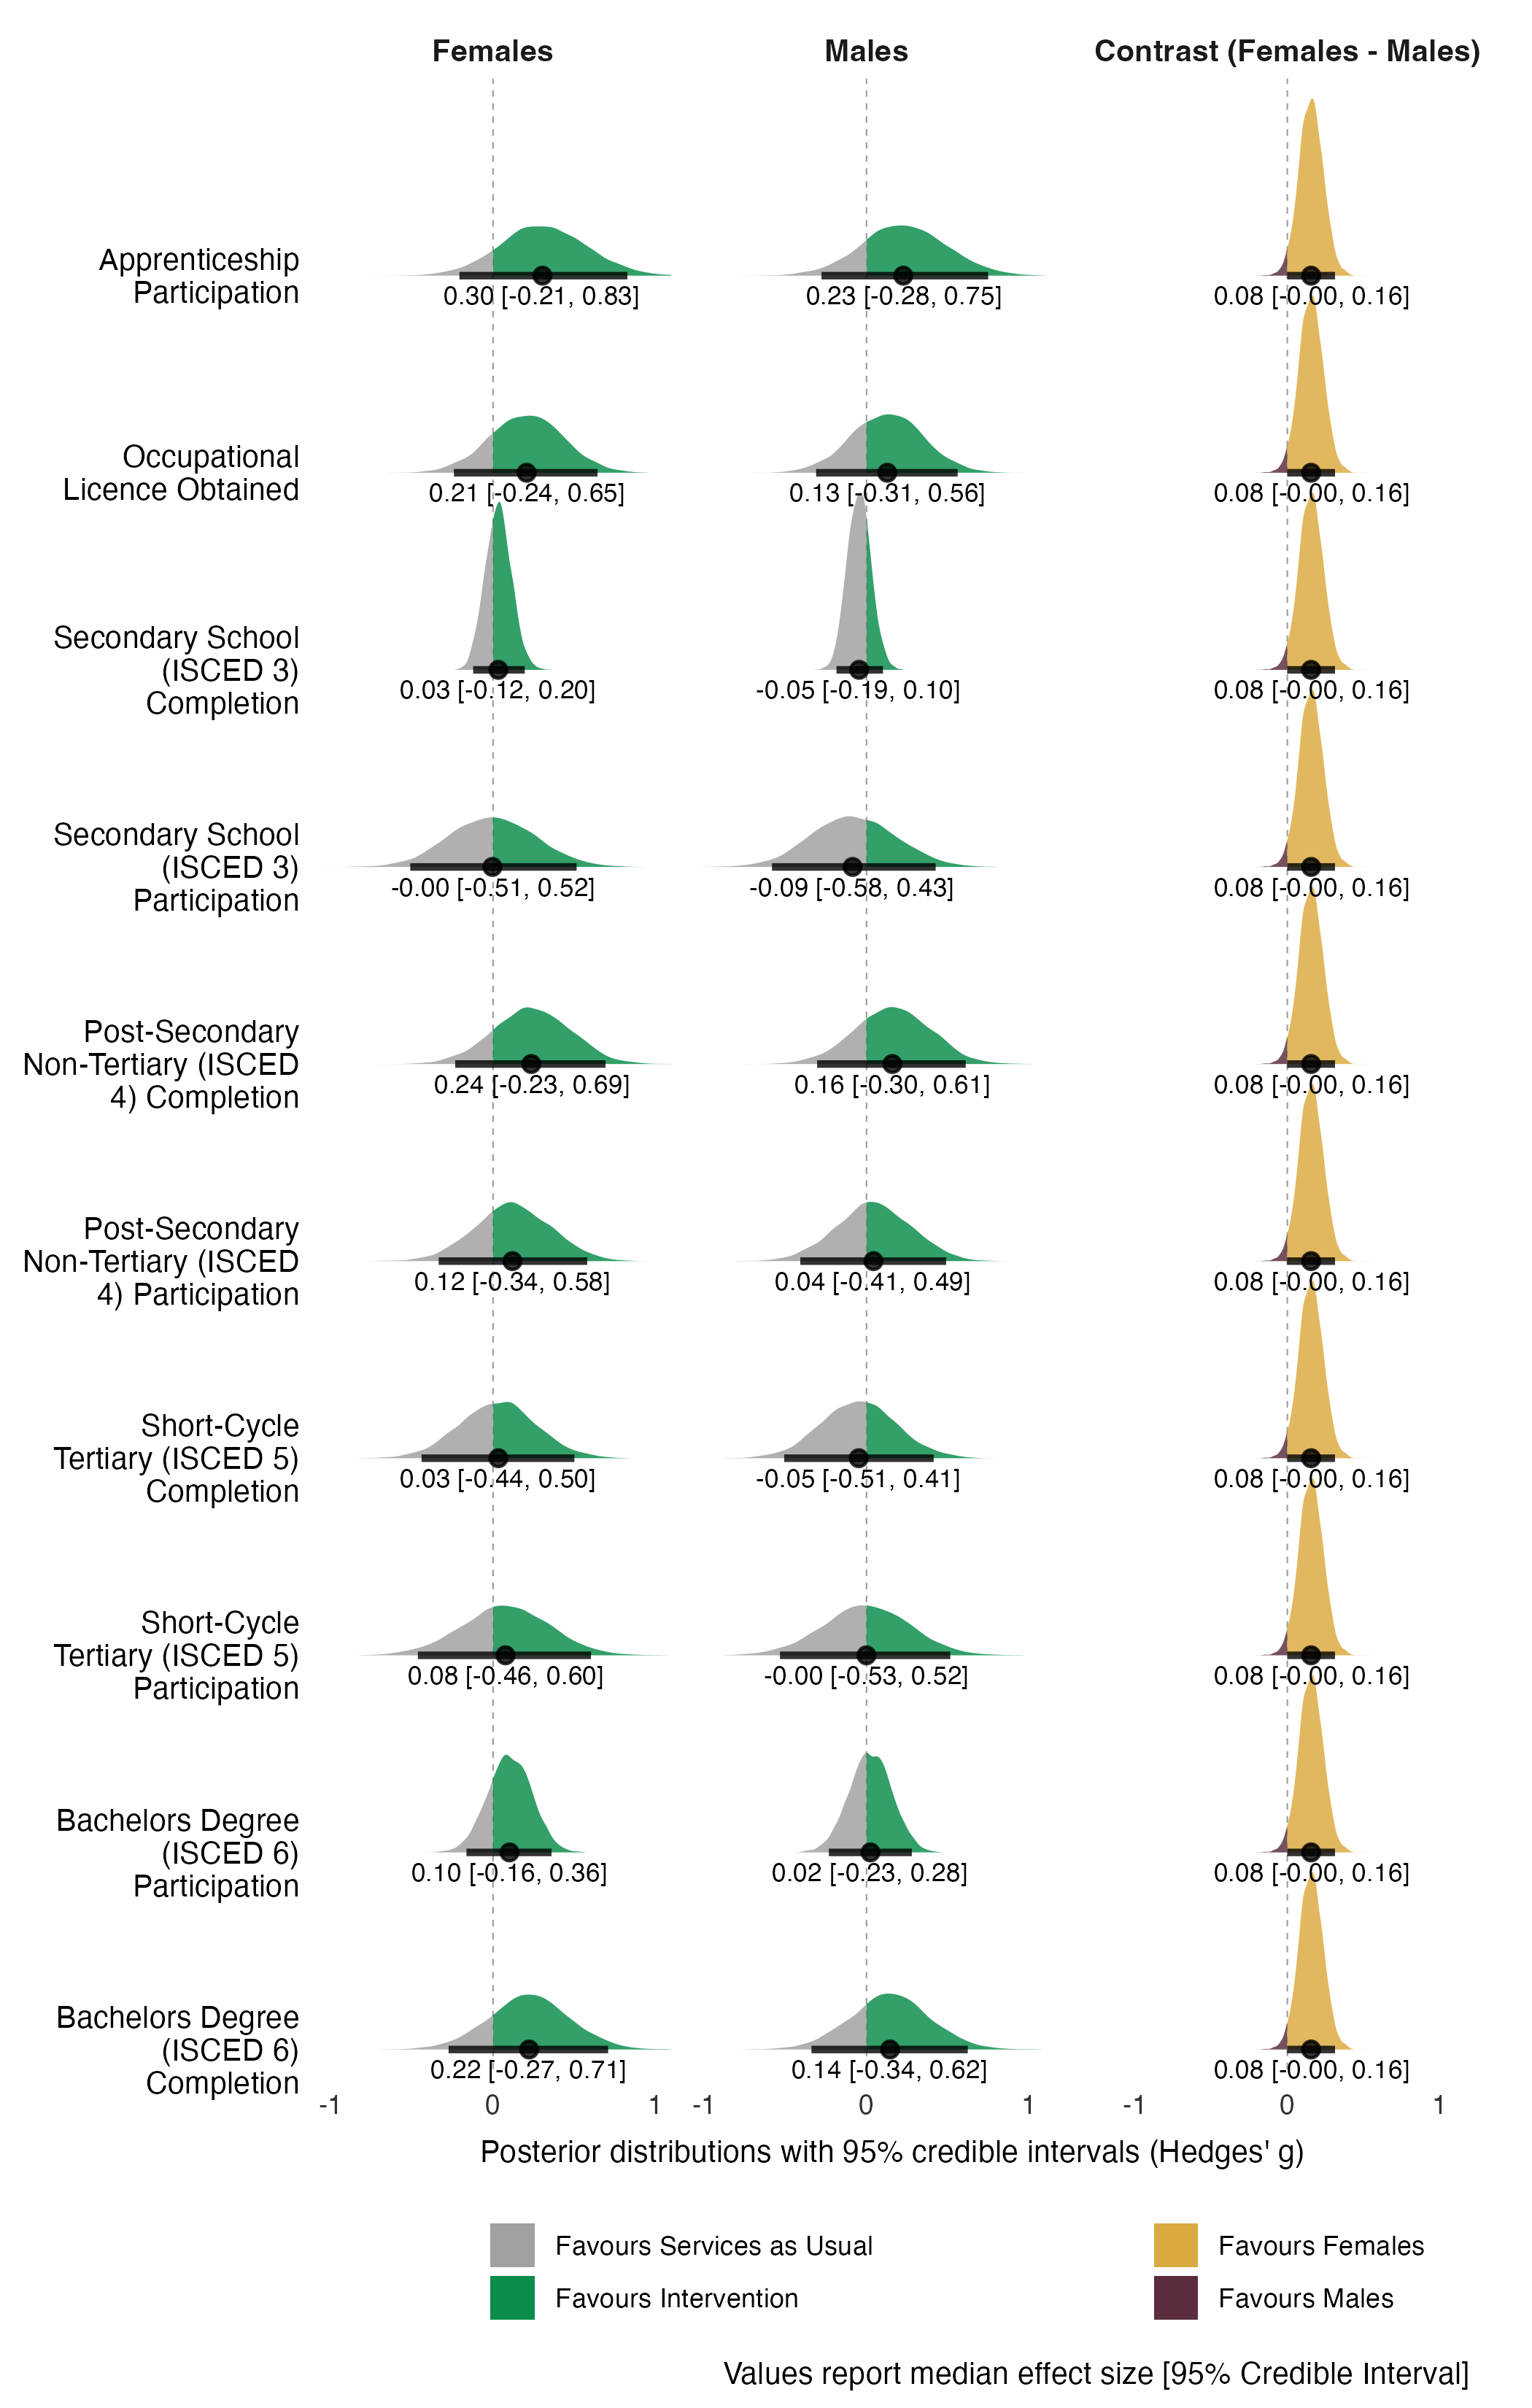 Females Males Contrast (Females - Males)
Apprenticeship
Participation
0.30 [-0.21, 0.83] 0.23 [-0.28, 0.75] 0.08 [-0.00, 0.16]
Occupational
Licence Obtained
0.21 [-0.24, 0.65] 0.13 [-0.31, 0.56] 0.08 [-0.00, 0.16]
Secondary School
(ISCED 3)
Completion
0.03 [-0.12, 0.20] -0.05 [-0.19, 0.10] 0.08 [-0.00, 0.16]
Secondary School
(ISCED 3)
Participation
-0.00 [-0.51, 0.52] -0.09 [-0.58, 0.43] 0.08 [-0.00, 0.16]
Post-Secondary
Non-Tertiary (ISCED
4) Completion
0.24 [-0.23, 0.69] 0.16 [-0.30, 0.61] 0.08 [-0.00, 0.16]
Post-Secondary
Non-Tertiary (ISCED
4) Participation
0.12 [-0.34, 0.58] 0.04 [-0.41, 0.49] 0.08 [-0.00, 0.16]
Short-Cycle
Tertiary (ISCED 5)
Completion
0.03 [-0.44, 0.50] -0.05 [-0.51, 0.41] 0.08 [-0.00, 0.16]
Short-Cycle
Tertiary (ISCED 5)
Participation
0.08 [-0.46, 0.60] -0.00 [-0.53, 0.52] 0.08 [-0.00, 0.16]
Bachelors Degree
(ISCED 6)
Participation
0.10 [-0.16, 0.36] 0.02 [-0.23, 0.28] 0.08 [-0.00, 0.16]
Bachelors Degree
(ISCED 6)
Completion
0.22 [-0.27, 0.71] 0.14 [-0.34, 0.62] 0.08 [-0.00, 0.16]
-1 0 1 -1 0 1 -1 0 1
Posterior distributions with 95% credible intervals (Hedges' g)
Favours Services as Usual
Favours Intervention
Favours Females
Favours Males
Values report median effect size [95% Credible Interval]